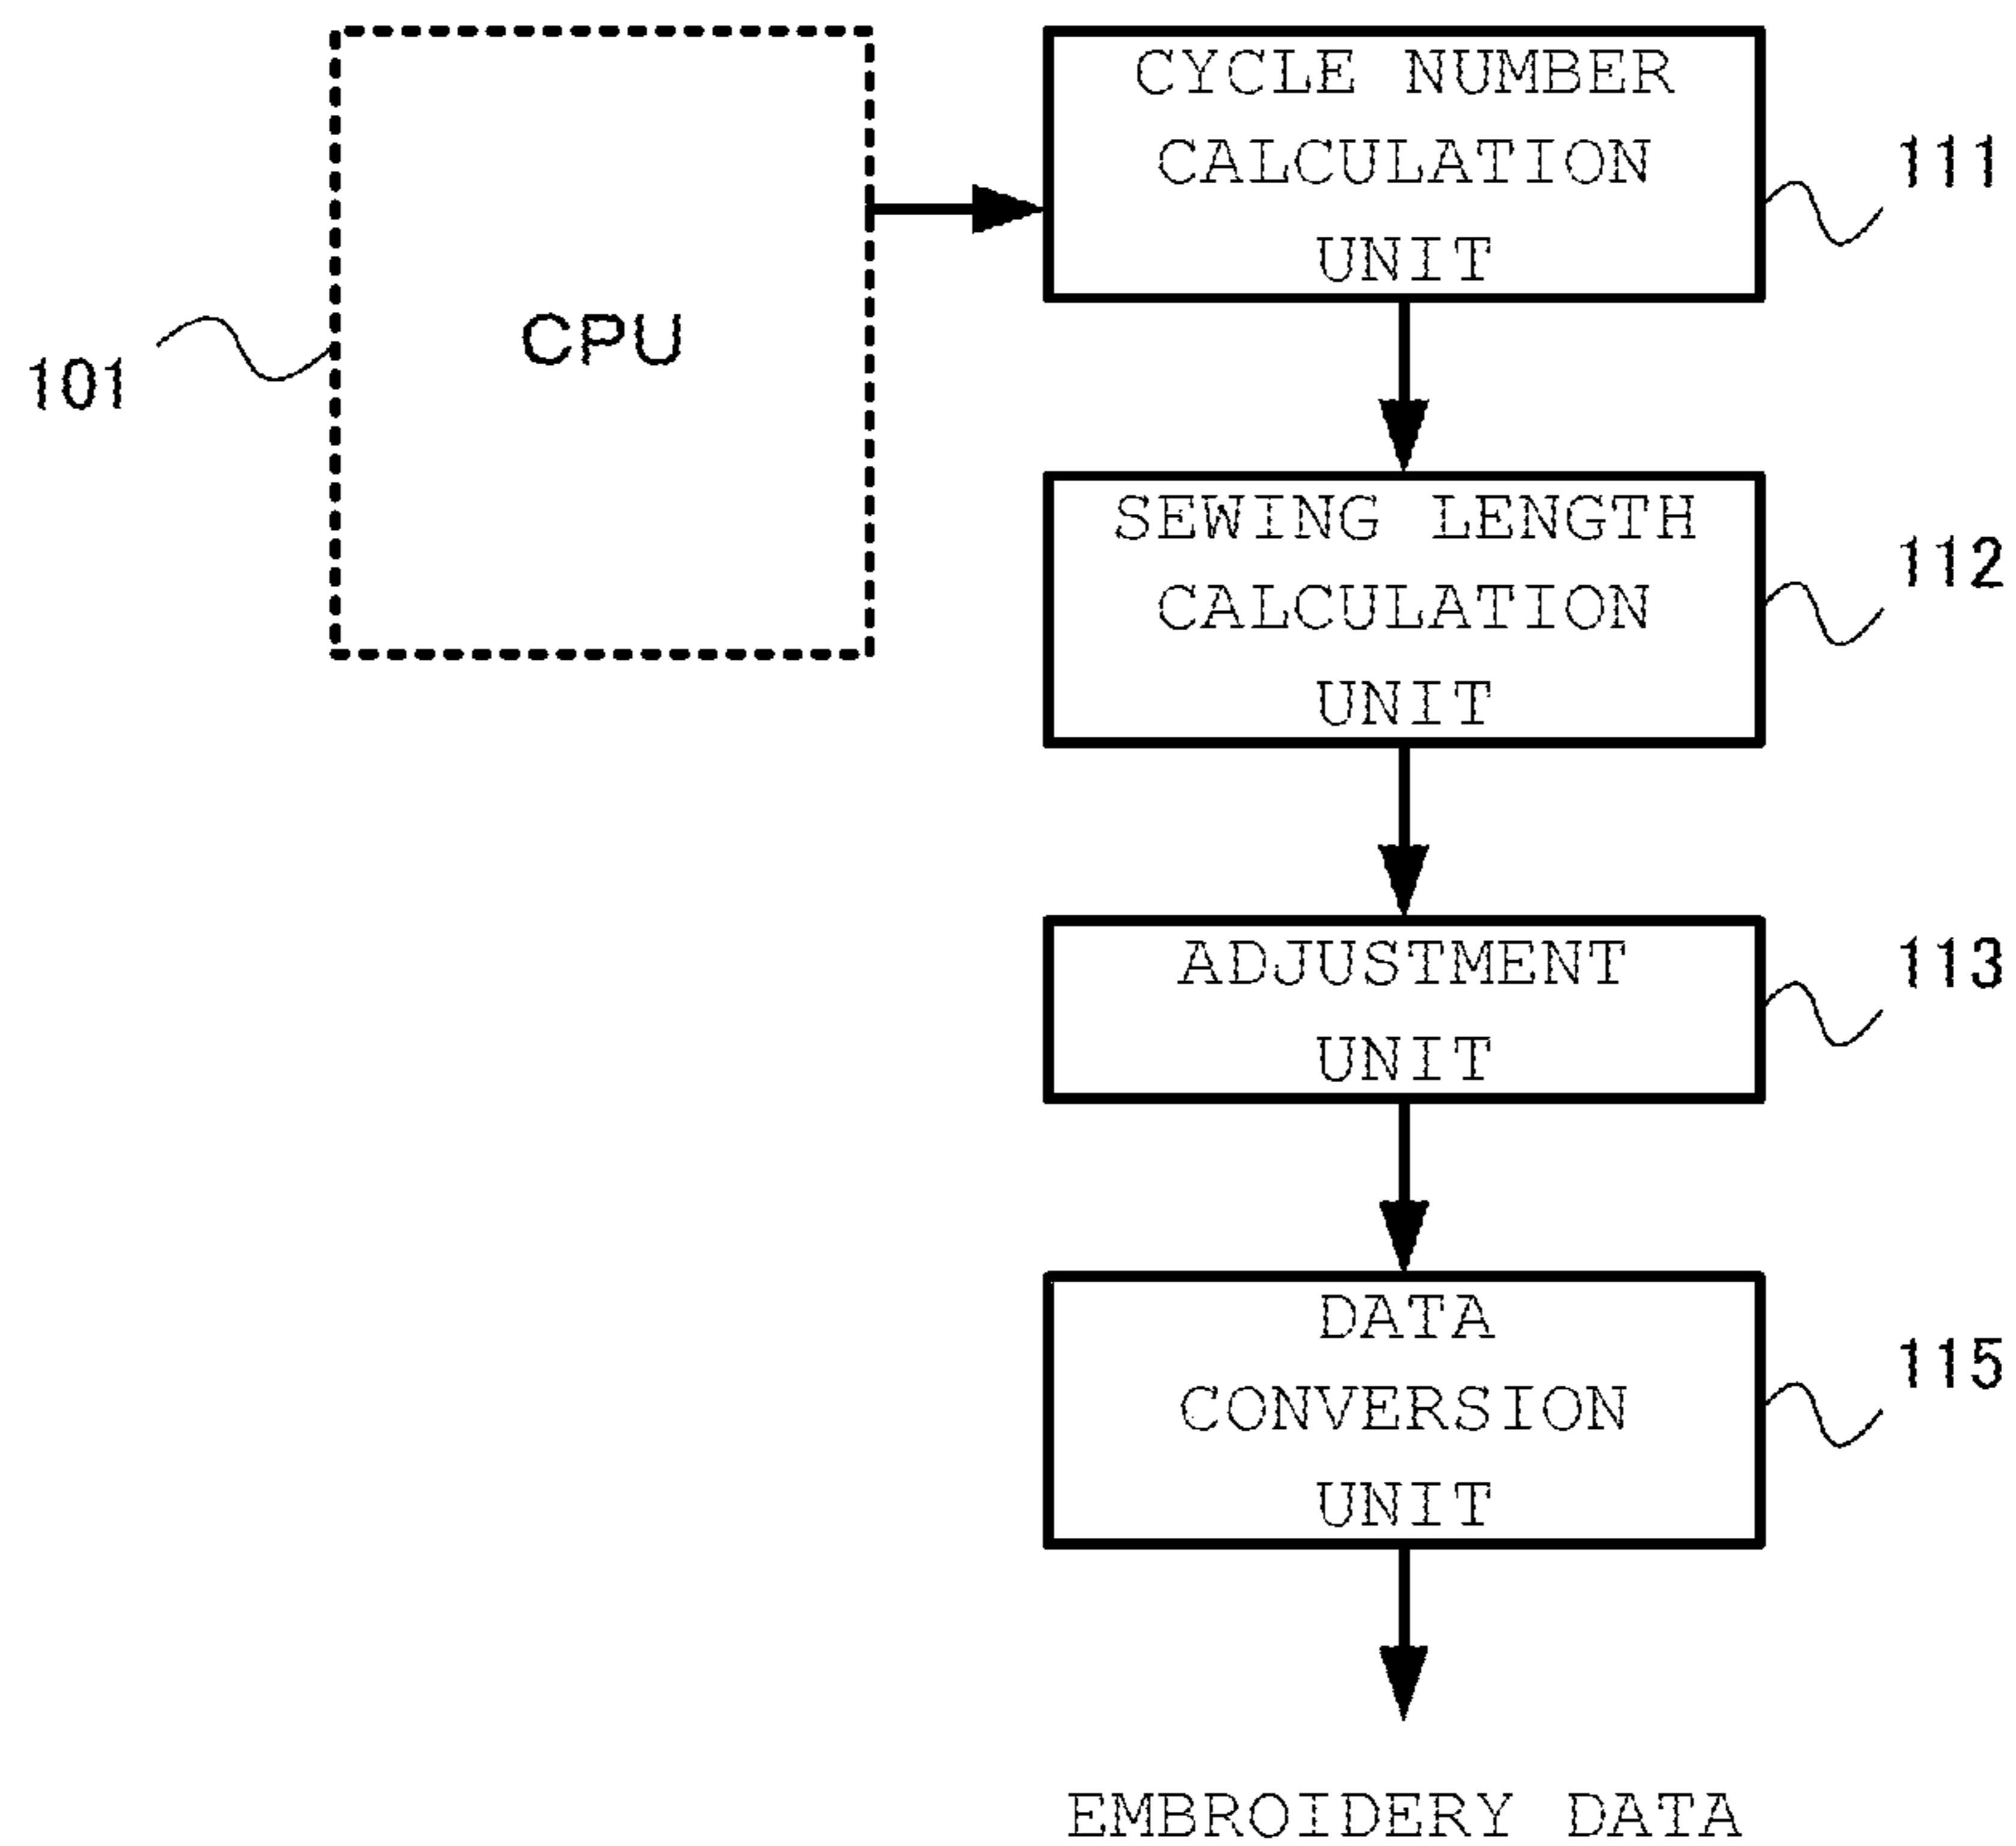 CPU
101
CYCLE NUMBER
CALCULATION
UNIT
111
SEWING LENGTH
CALCULATION
UNIT
112
ADJUSTMENT
UNIT
113
DATA
CONVERSION
UNIT
115
EMBROIDERY DATA